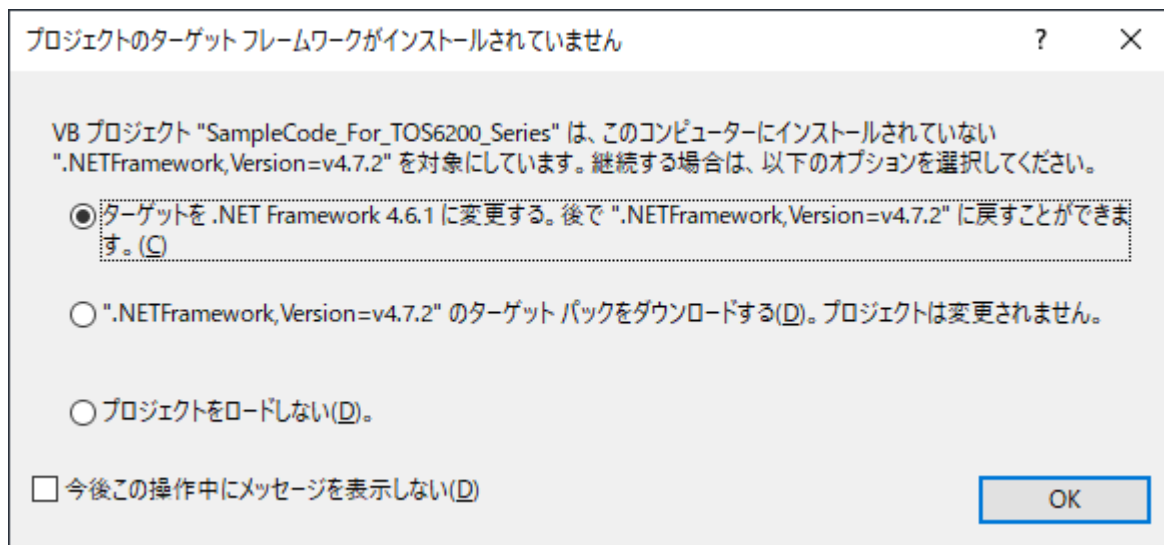 プロジェクトのターゲット フレームワークがインストールされていません
?
VB プロジェクト "SampleCode_For_TOS6200_Series" は、このコンピューターにインストールされていない
".NETFramework,Version=v4.7.2" を対象にしています。継続する場合は、以下のオプションを選択してください。
ターゲットを .NET Framework 4.6.1 に変更する。後で ".NETFramework,Version=v4.7.2" に戻すことができま
す。(C)
".NETFramework,Version=v4.7.2" のターゲット パックをダウンロードする(D)。プロジェクトは変更されません。
プロジェクトをロードしない(D)。
今後この操作中にメッセージを表示しない(D)
OK